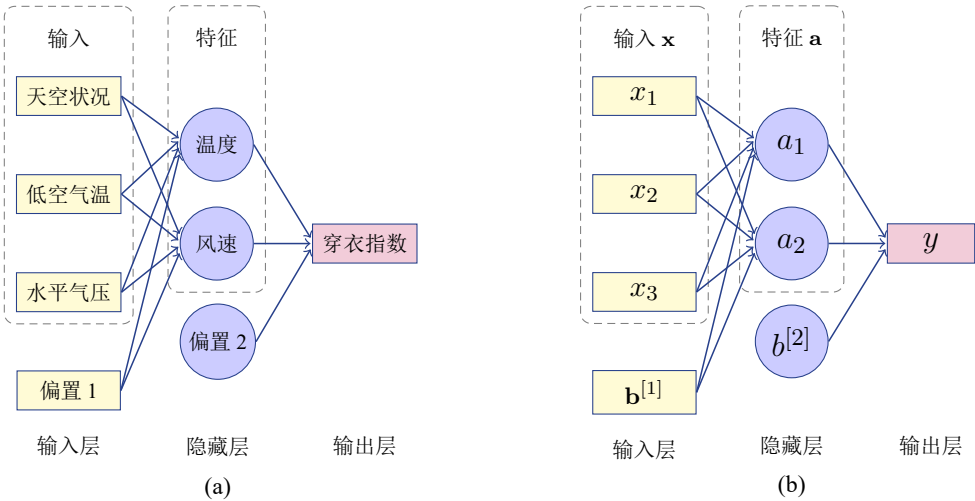 输入
特征
天空状况
温度
低空气温
风速
穿衣指数
水平气压
偏置 2
偏置 1
输入层
隐藏层
输出层
(a)
输入 x
特征 a
x₁
a₁
x₂
a₂
y
x₃
b^[2]
b^[1]
输入层
隐藏层
输出层
(b)